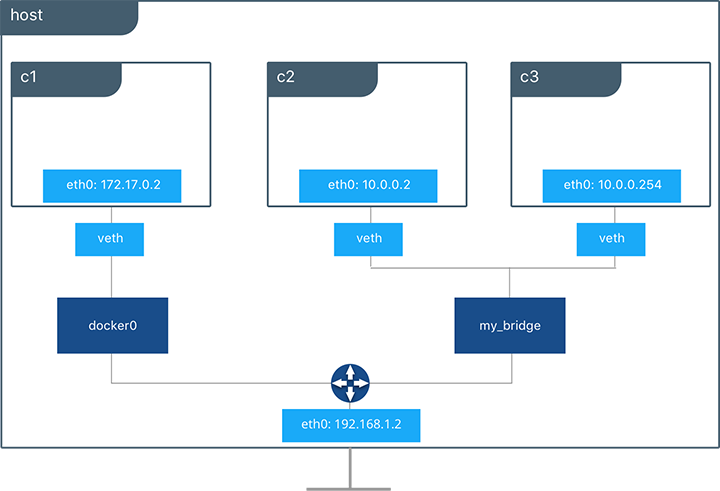 host
c1
c2
c3
eth0: 172.17.0.2
eth0: 10.0.0.2
eth0: 10.0.0.254
veth
veth
veth
docker0
my_bridge
eth0: 192.168.1.2